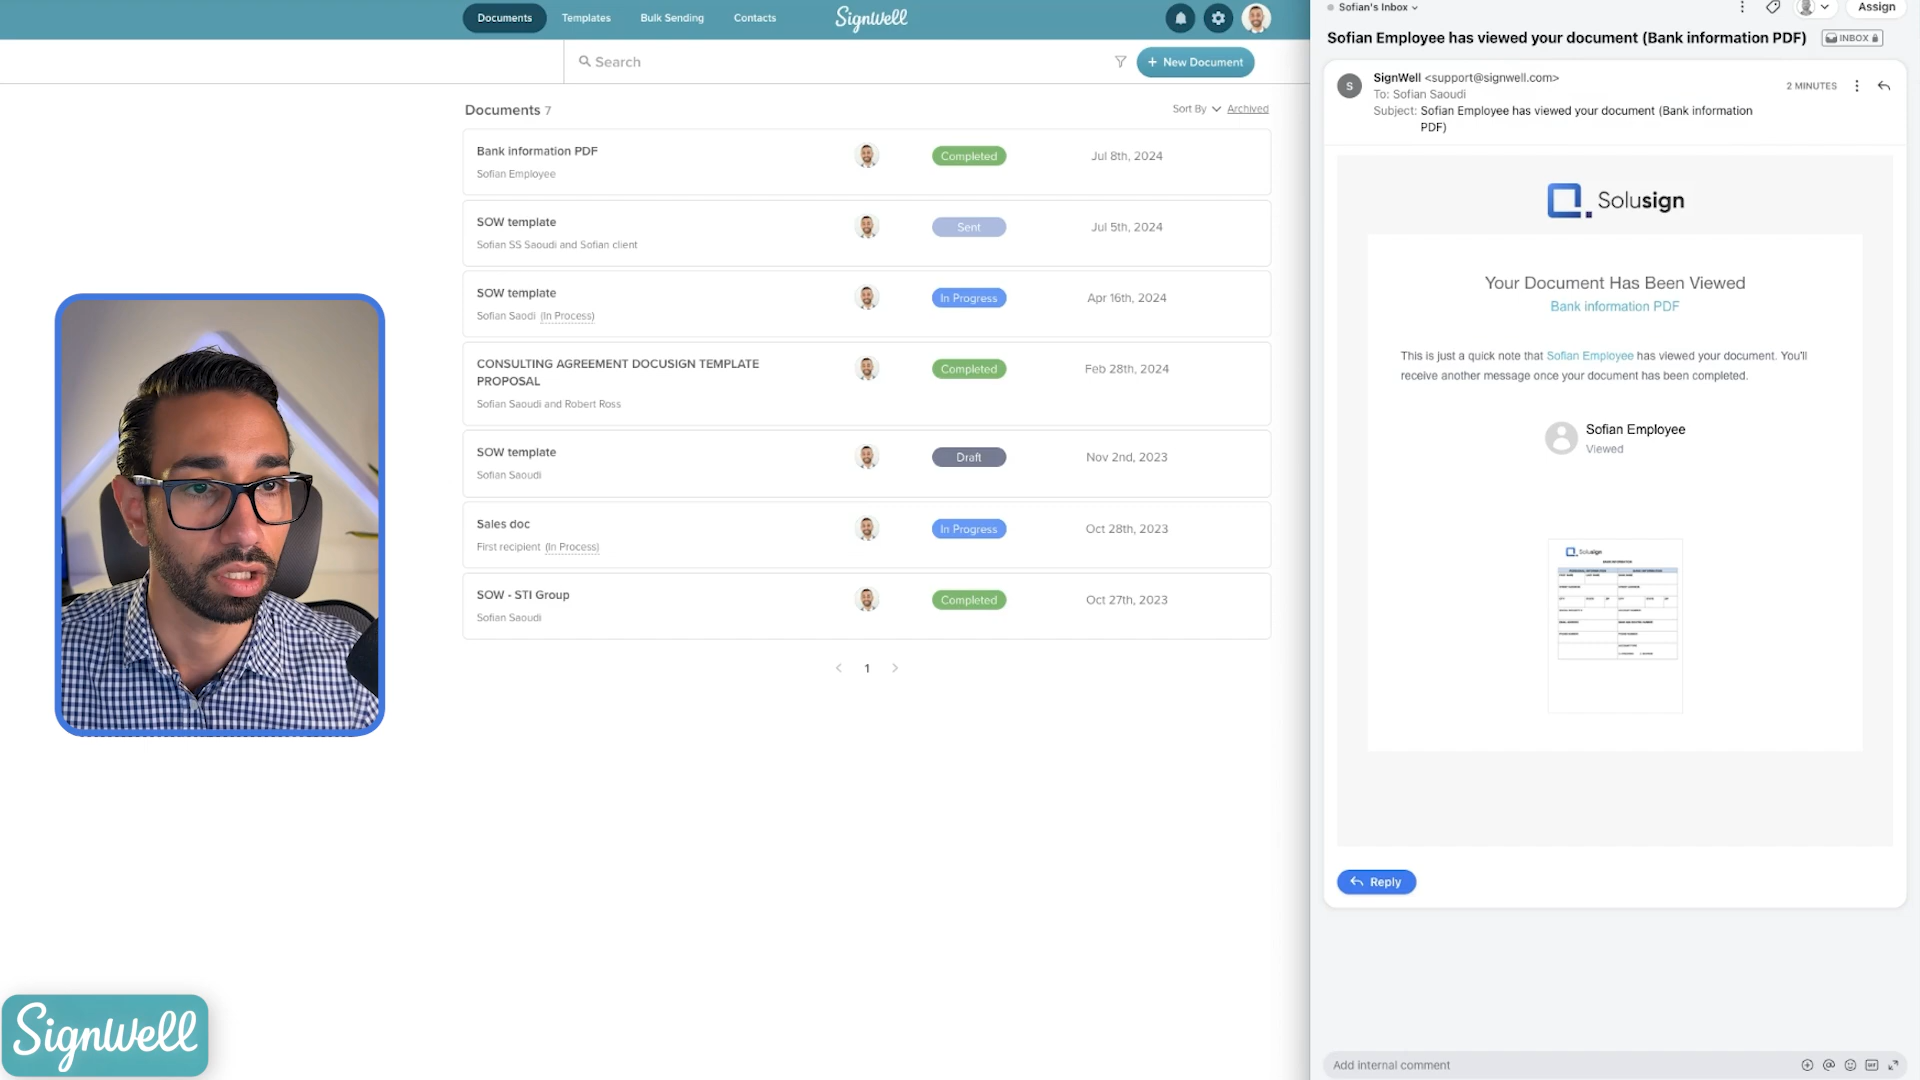 Documents
Templates
Bulk Sending
Contacts
SignWell
Search
+ New Document
Documents 7
Sort By
Archived
Bank information PDF
Sofian Employee
Completed
Jul 8th, 2024
SOW template
Sofian SS Saoudi and Sofian client
Sent
Jul 5th, 2024
SOW template
Sofian Saodi (In Process)
In Progress
Apr 16th, 2024
CONSULTING AGREEMENT DOCUSIGN TEMPLATE
PROPOSAL
Sofian Saoudi and Robert Ross
Completed
Feb 28th, 2024
SOW template
Sofian Saoudi
Draft
Nov 2nd, 2023
Sales doc
First recipient (In Process)
In Progress
Oct 28th, 2023
SOW - STI Group
Sofian Saoudi
Completed
Oct 27th, 2023
1
SignWell
Sofian's Inbox
Assign
Sofian Employee has viewed your document (Bank information PDF)
INBOX
S
SignWell <support@signwell.com>
2 MINUTES
To: Sofian Saoudi
Subject: Sofian Employee has viewed your document (Bank information
PDF)
Solusign
Your Document Has Been Viewed
Bank information PDF
This is just a quick note that Sofian Employee has viewed your document. You'll
receive another message once your document has been completed.
Sofian Employee
Viewed
Solusign
Reply
Add internal comment